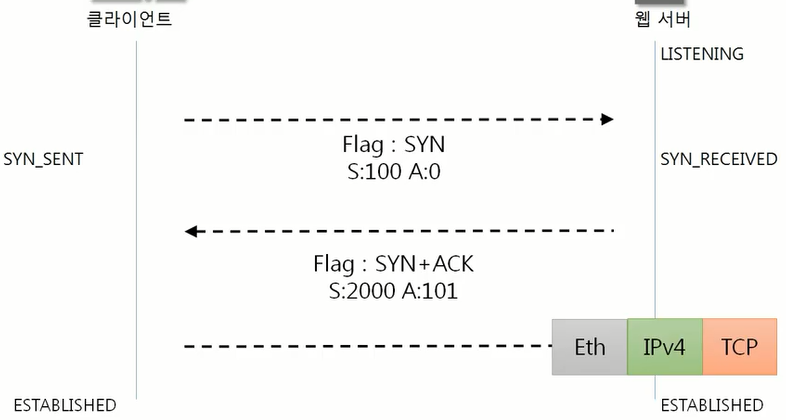 클라이언트
웹 서버
LISTENING
Flag : SYN
S:100 A:0
SYN_SENT
SYN_RECEIVED
Flag : SYN+ACK
S:2000 A:101
Eth
IPv4
TCP
ESTABLISHED
ESTABLISHED